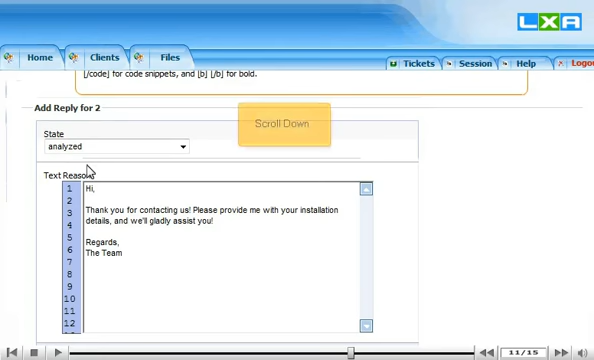 LXA
Home
Clients
Files
Tickets
Session
Help
Logou
[/code] for code snippets, and [b] [/b] for bold.
Add Reply for 2
Scroll Down
State
analyzed
Text Reasons
1
2
3
4
5
6
7
8
9
10
11
12
Hi,
Thank you for contacting us! Please provide me with your installation
details, and we'll gladly assist you!
Regards,
The Team
11/15